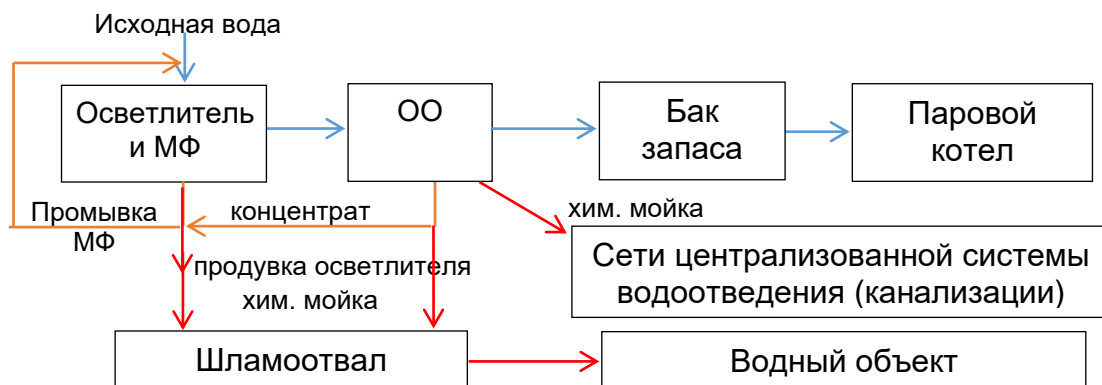 Исходная вода
Осветлитель
и МФ
ОО
Бак
запаса
Паровой
котел
Промывка
МФ
концентрат
хим. мойка
продувка осветлителя
хим. мойка
Сети централизованной системы
водоотведения (канализации)
Шламоотвал
Водный объект